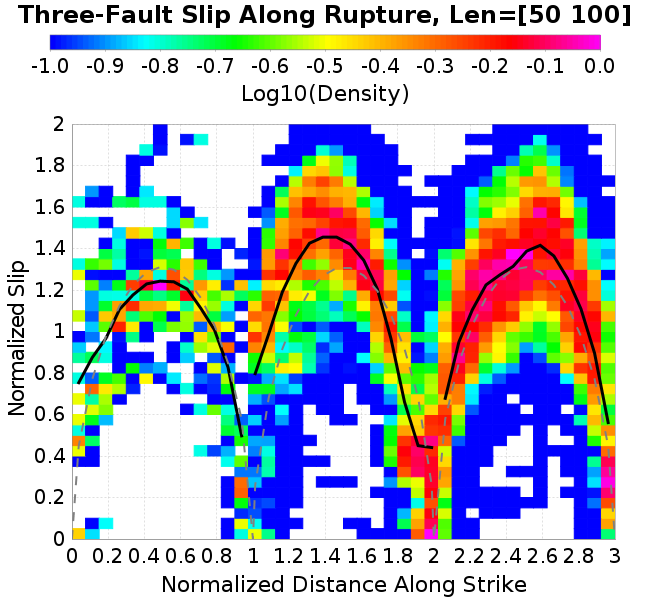 Three-Fault Slip Along Rupture, Len=[50 100]
-1.0 -0.9 -0.8 -0.7 -0.6 -0.5 -0.4 -0.3 -0.2 -0.1 0.0
Log10(Density)
2
1.8
1.6
1.4
1.2
1
0.8
0.6
0.4
0.2
0
Normalized Slip
0 0.2 0.4 0.6 0.8 1 1.2 1.4 1.6 1.8 2 2.2 2.4 2.6 2.8 3
Normalized Distance Along Strike